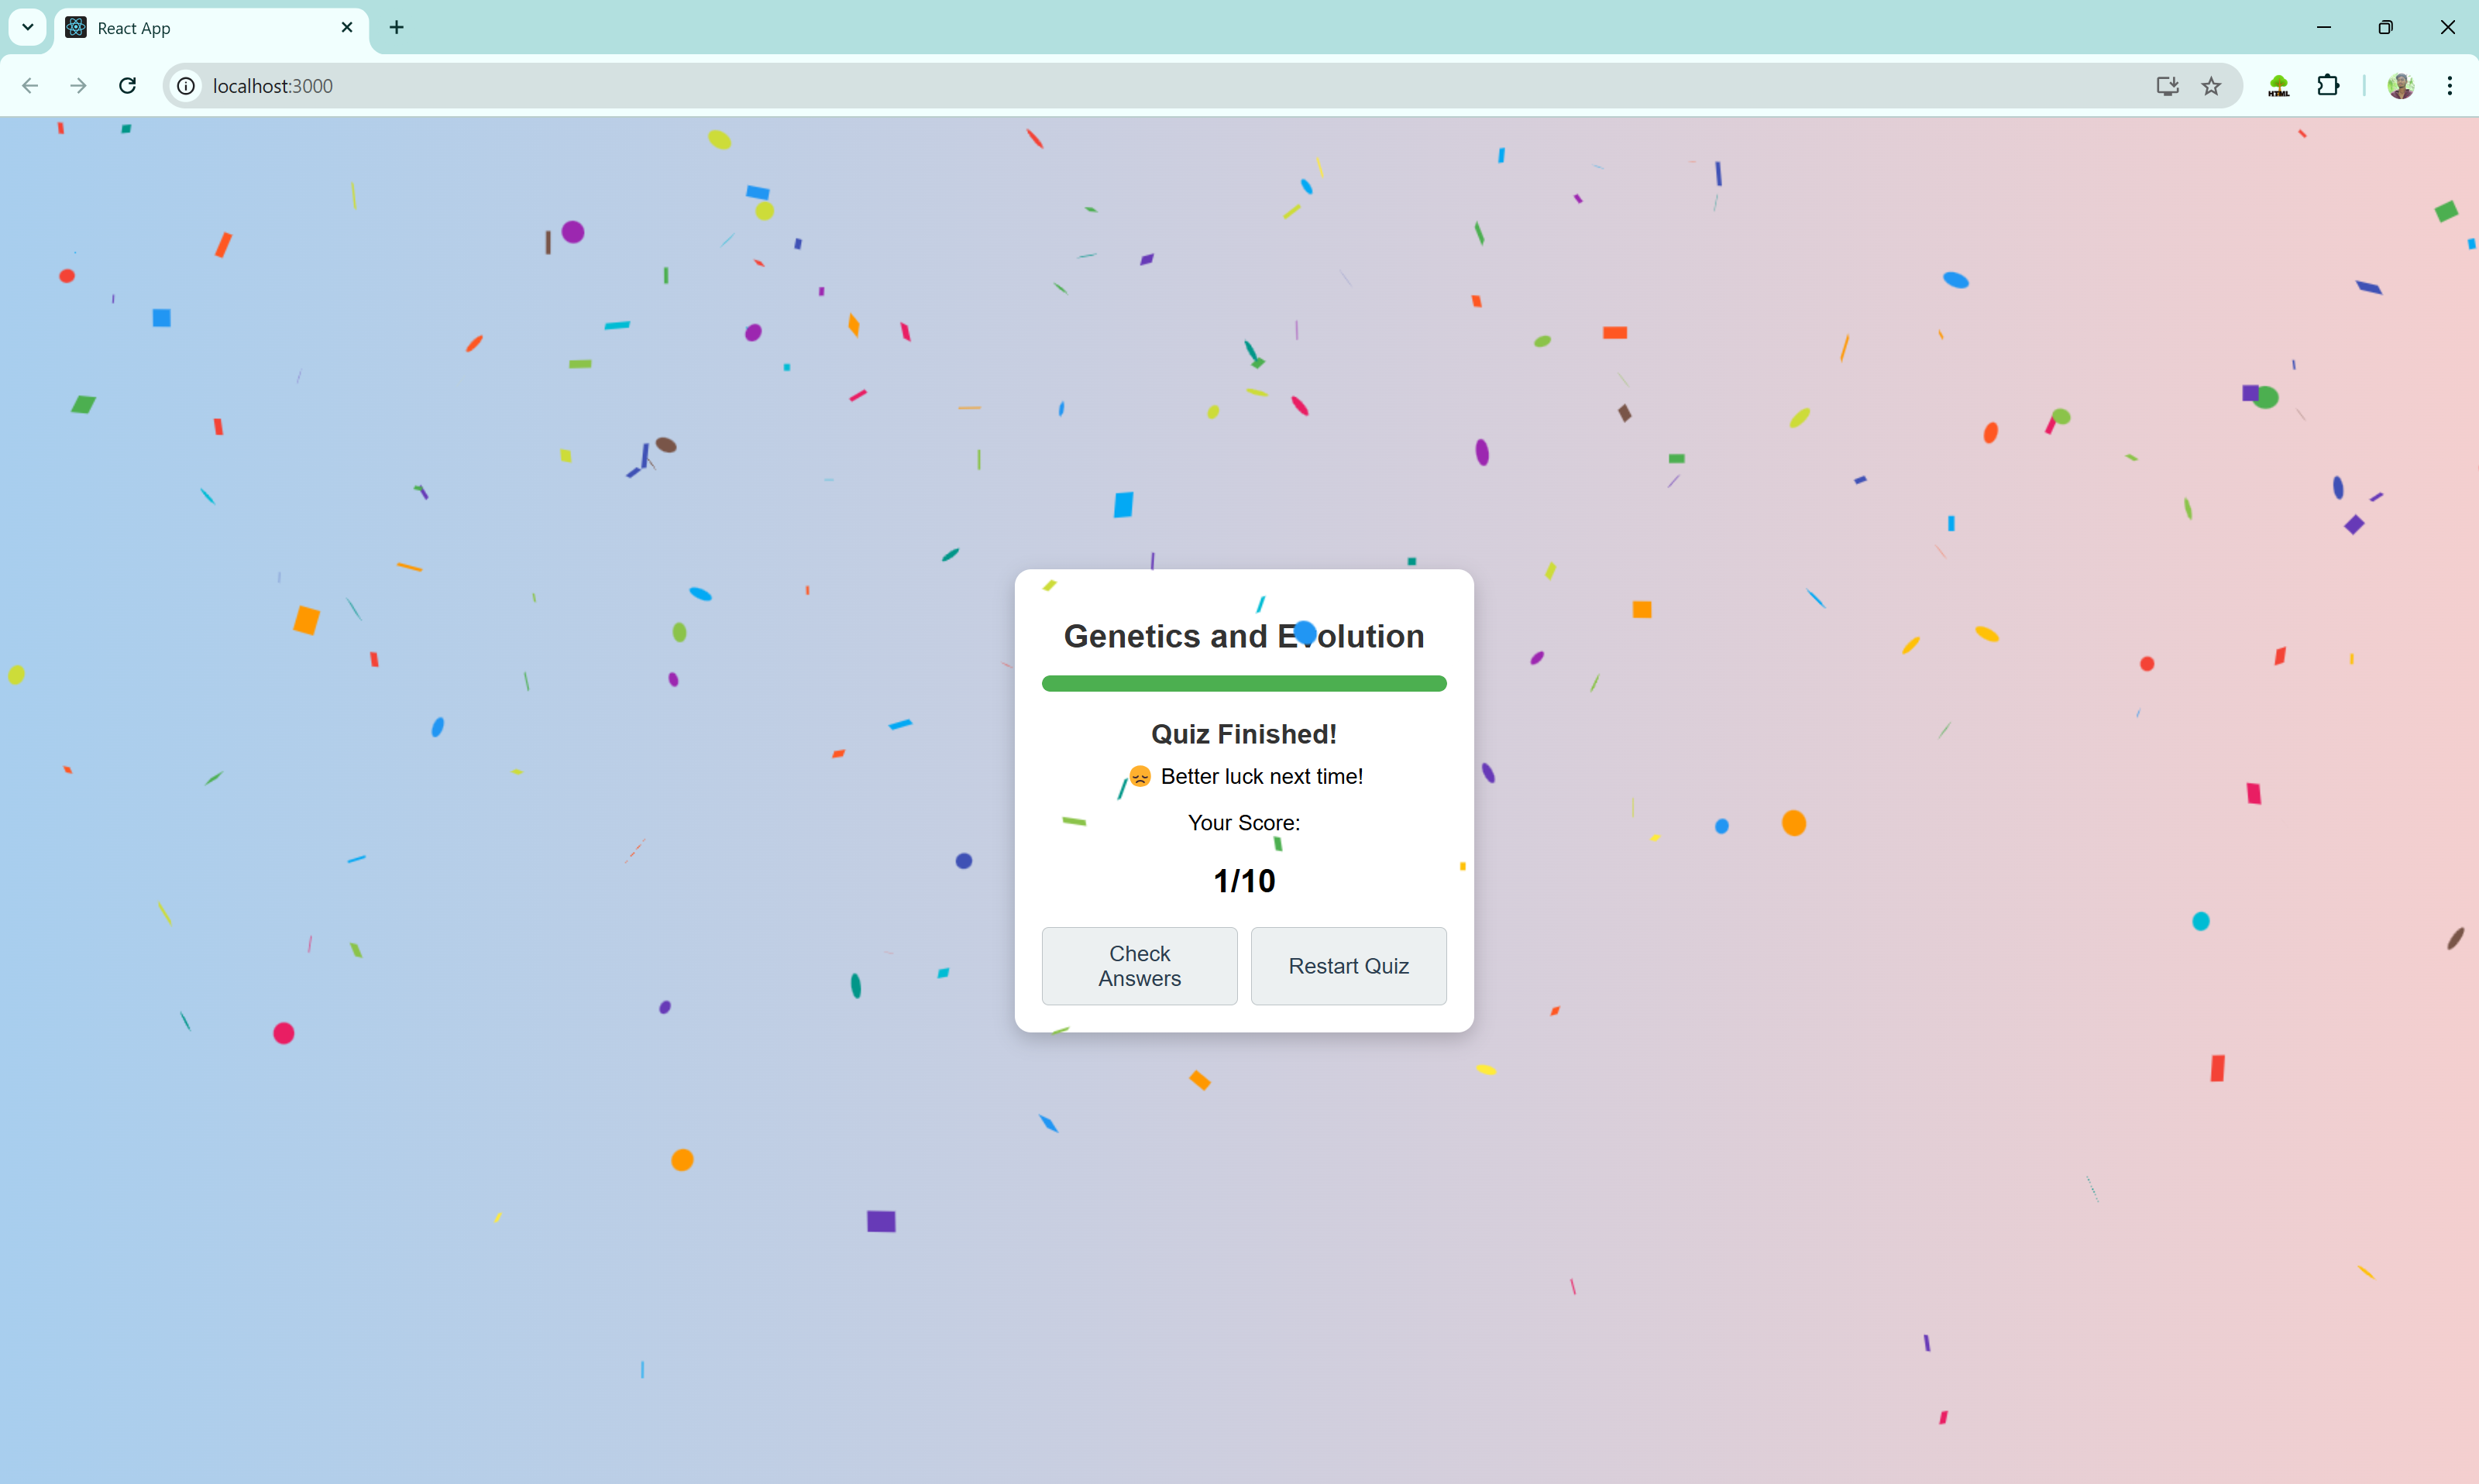 React App
localhost:3000
HTML
Genetics and Evolution
Quiz Finished!
Better luck next time!
Your Score:
1/10
Check
Answers
Restart Quiz